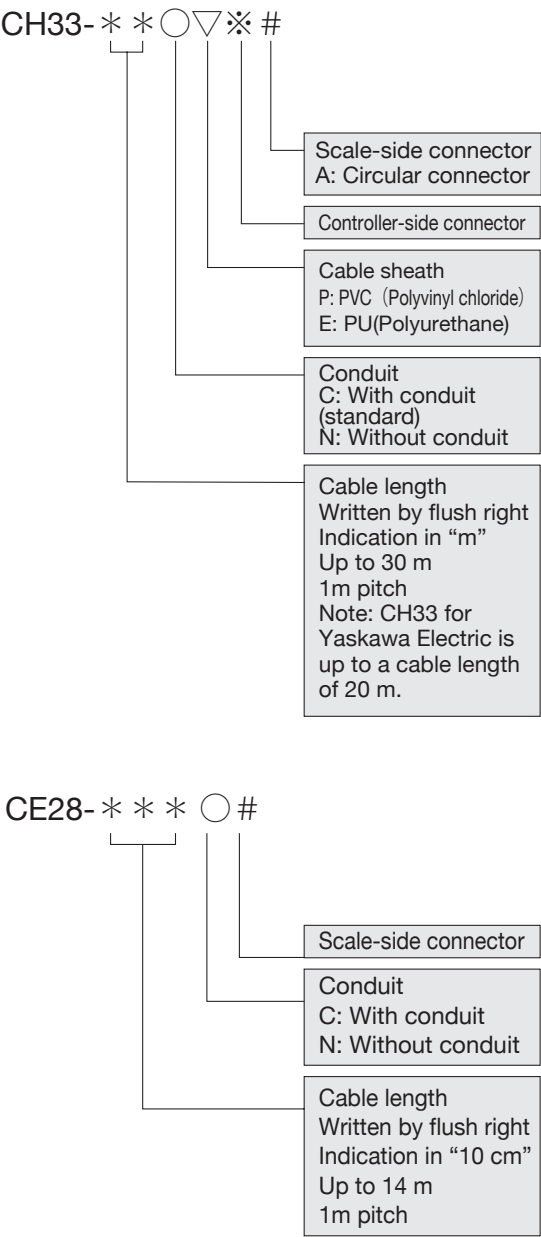 CH33-＊＊○▽※#
Scale-side connector
A: Circular connector
Controller-side connector
Cable sheath
P: PVC（Polyvinyl chloride）
E: PU(Polyurethane)
Conduit
C: With conduit
(standard)
N: Without conduit
Cable length
Written by flush right
Indication in “m”
Up to 30 m
1m pitch
Note: CH33 for
Yaskawa Electric is
up to a cable length
of 20 m.
CE28-＊＊＊ ○#
Scale-side connector
Conduit
C: With conduit
N: Without conduit
Cable length
Written by flush right
Indication in “10 cm”
Up to 14 m
1m pitch